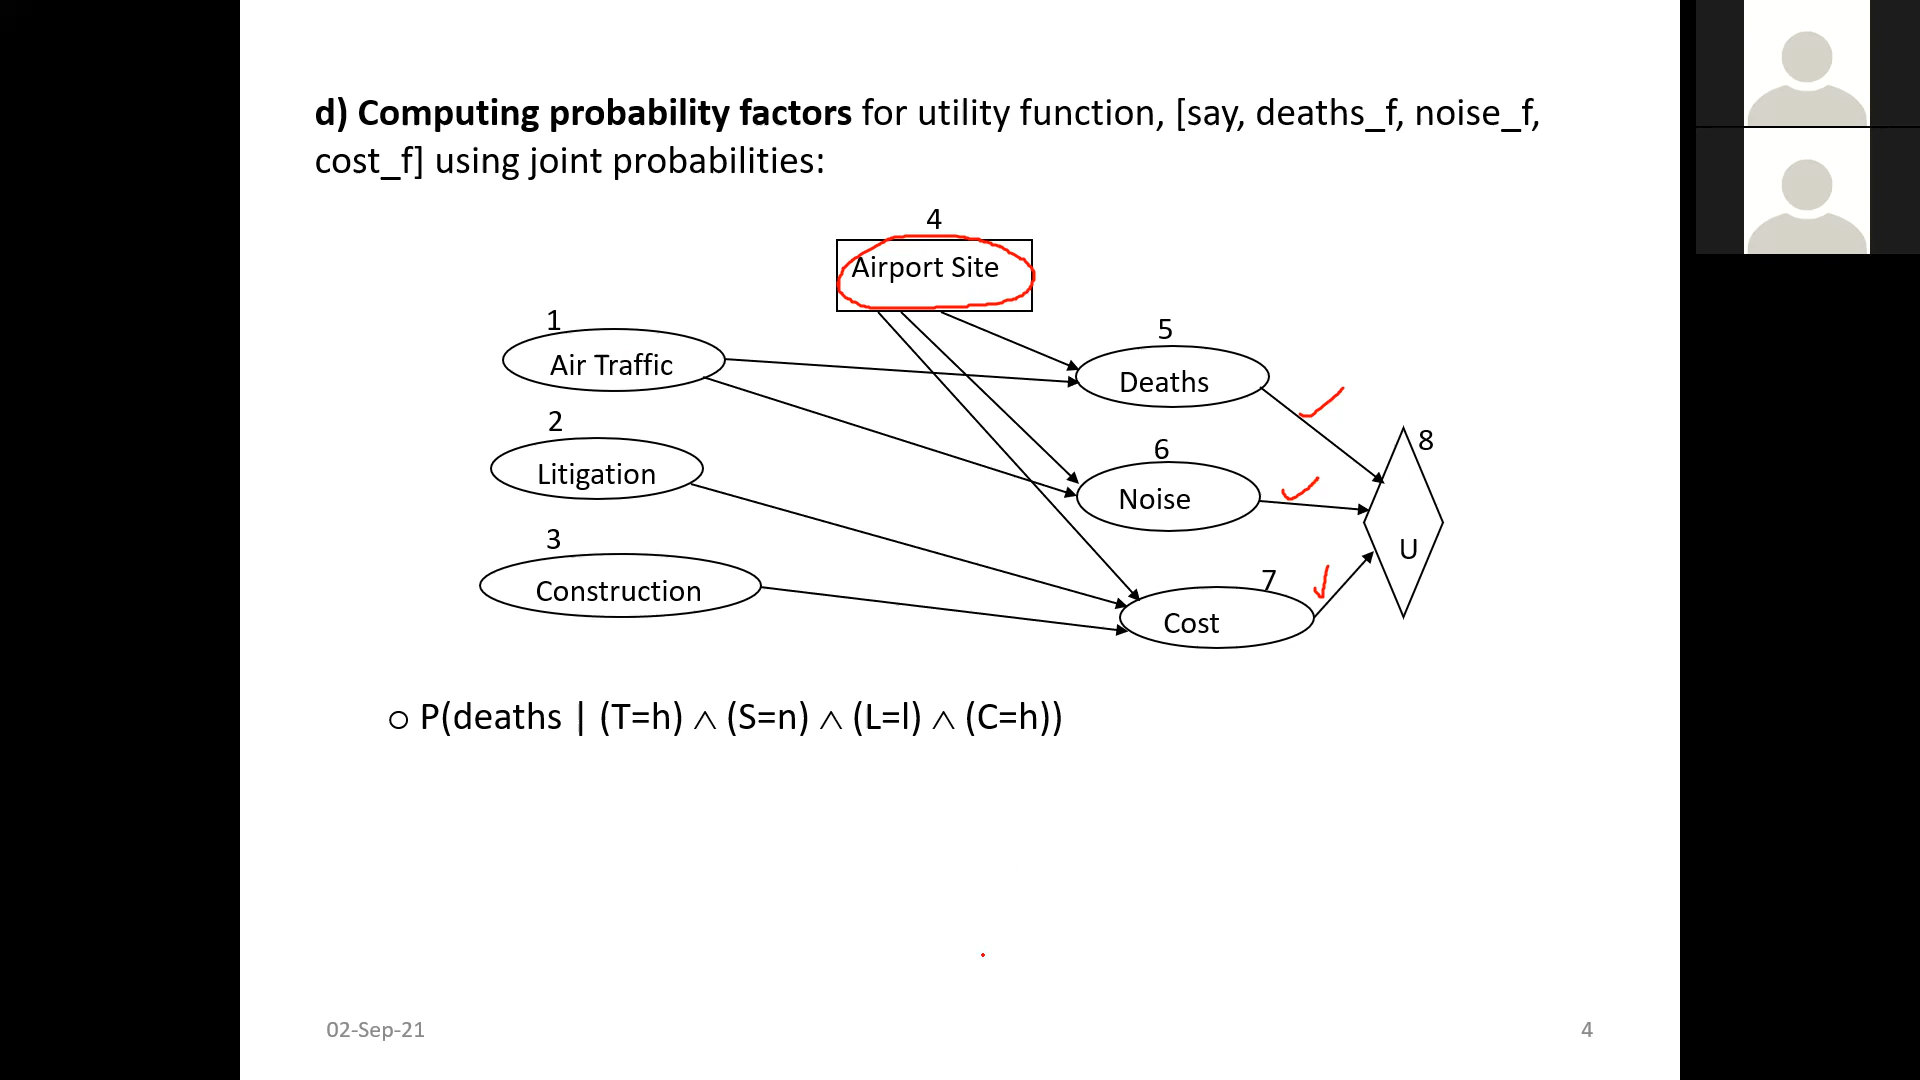 d) Computing probability factors for utility function, [say, deaths_f, noise_f,
cost_f] using joint probabilities:
4
Airport Site
1
Air Traffic
5
Deaths
2
Litigation
6
Noise
8
U
3
Construction
7
Cost
○ P(deaths | (T=h) ∧ (S=n) ∧ (L=l) ∧ (C=h))
02-Sep-21
4